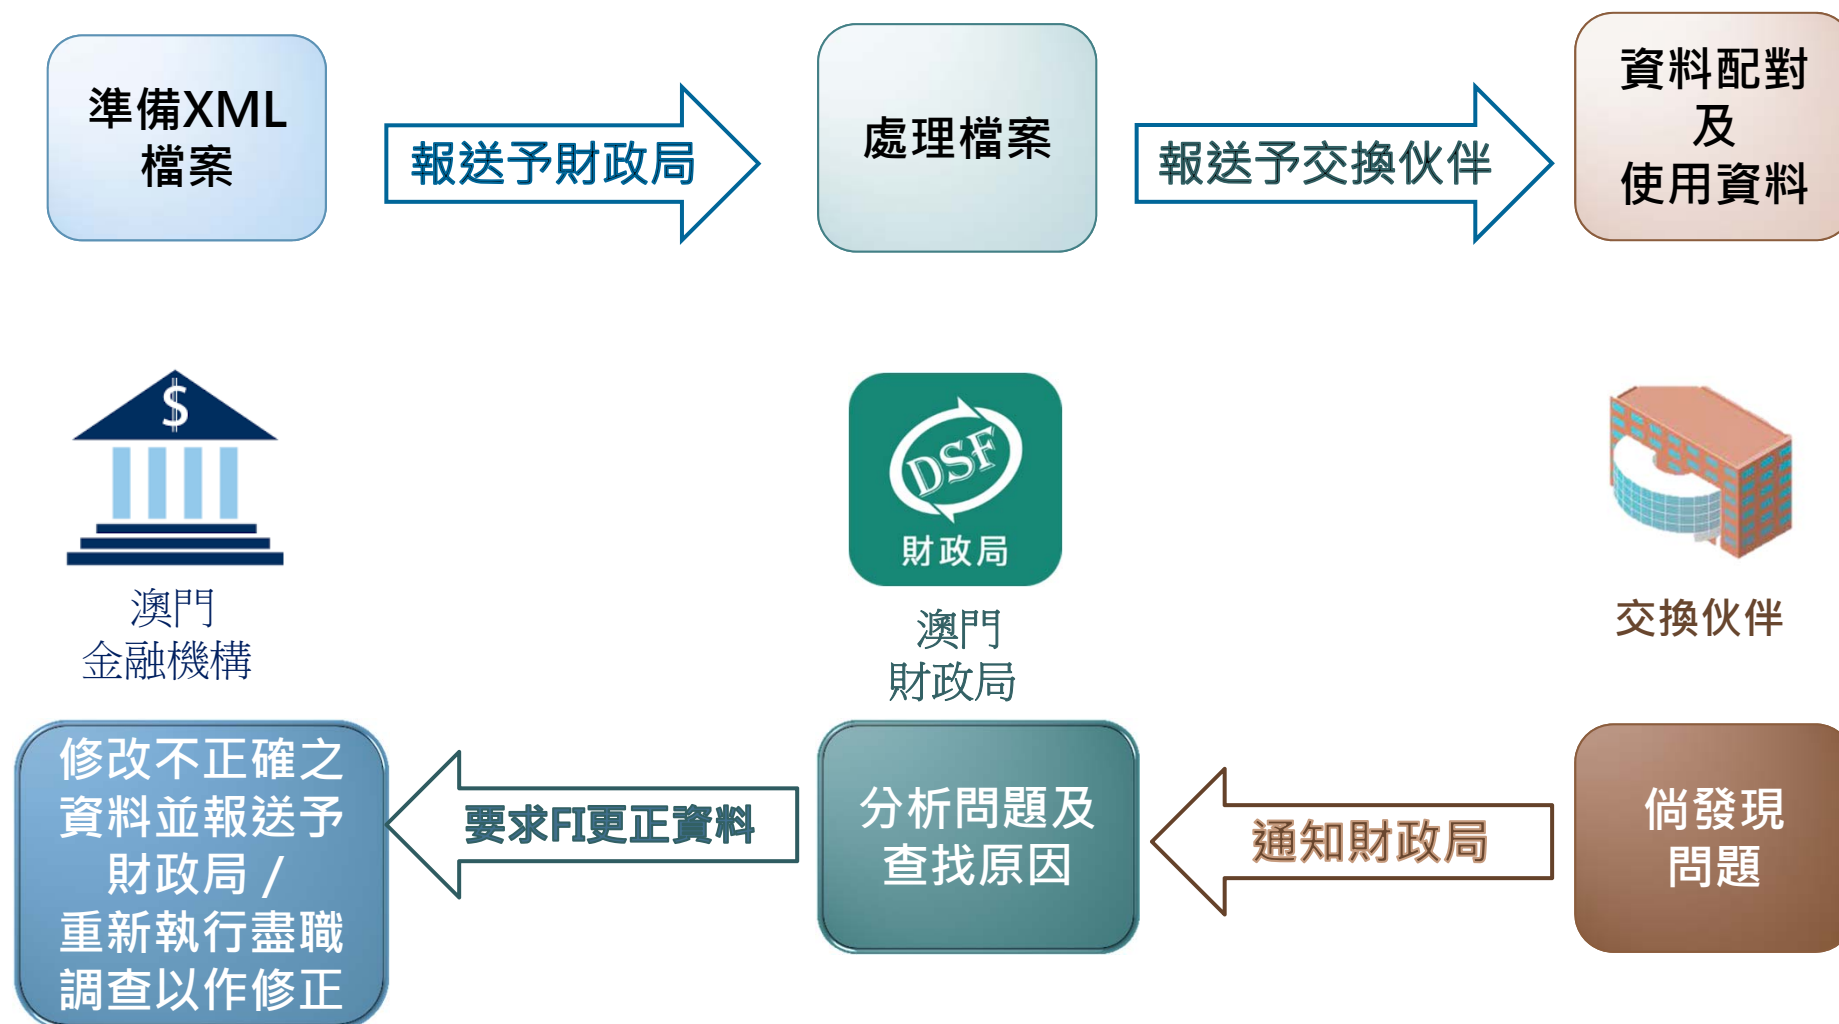 準備XML
檔案
報送予財政局
處理檔案
報送予交換伙伴
資料配對
及
使用資料
$
DSF
財政局
澳門
金融機構
澳門
財政局
交換伙伴
修改不正確之
資料並報送予
財政局 /
重新執行盡職
調查以作修正
要求FI更正資料
分析問題及
查找原因
通知財政局
倘發現
問題